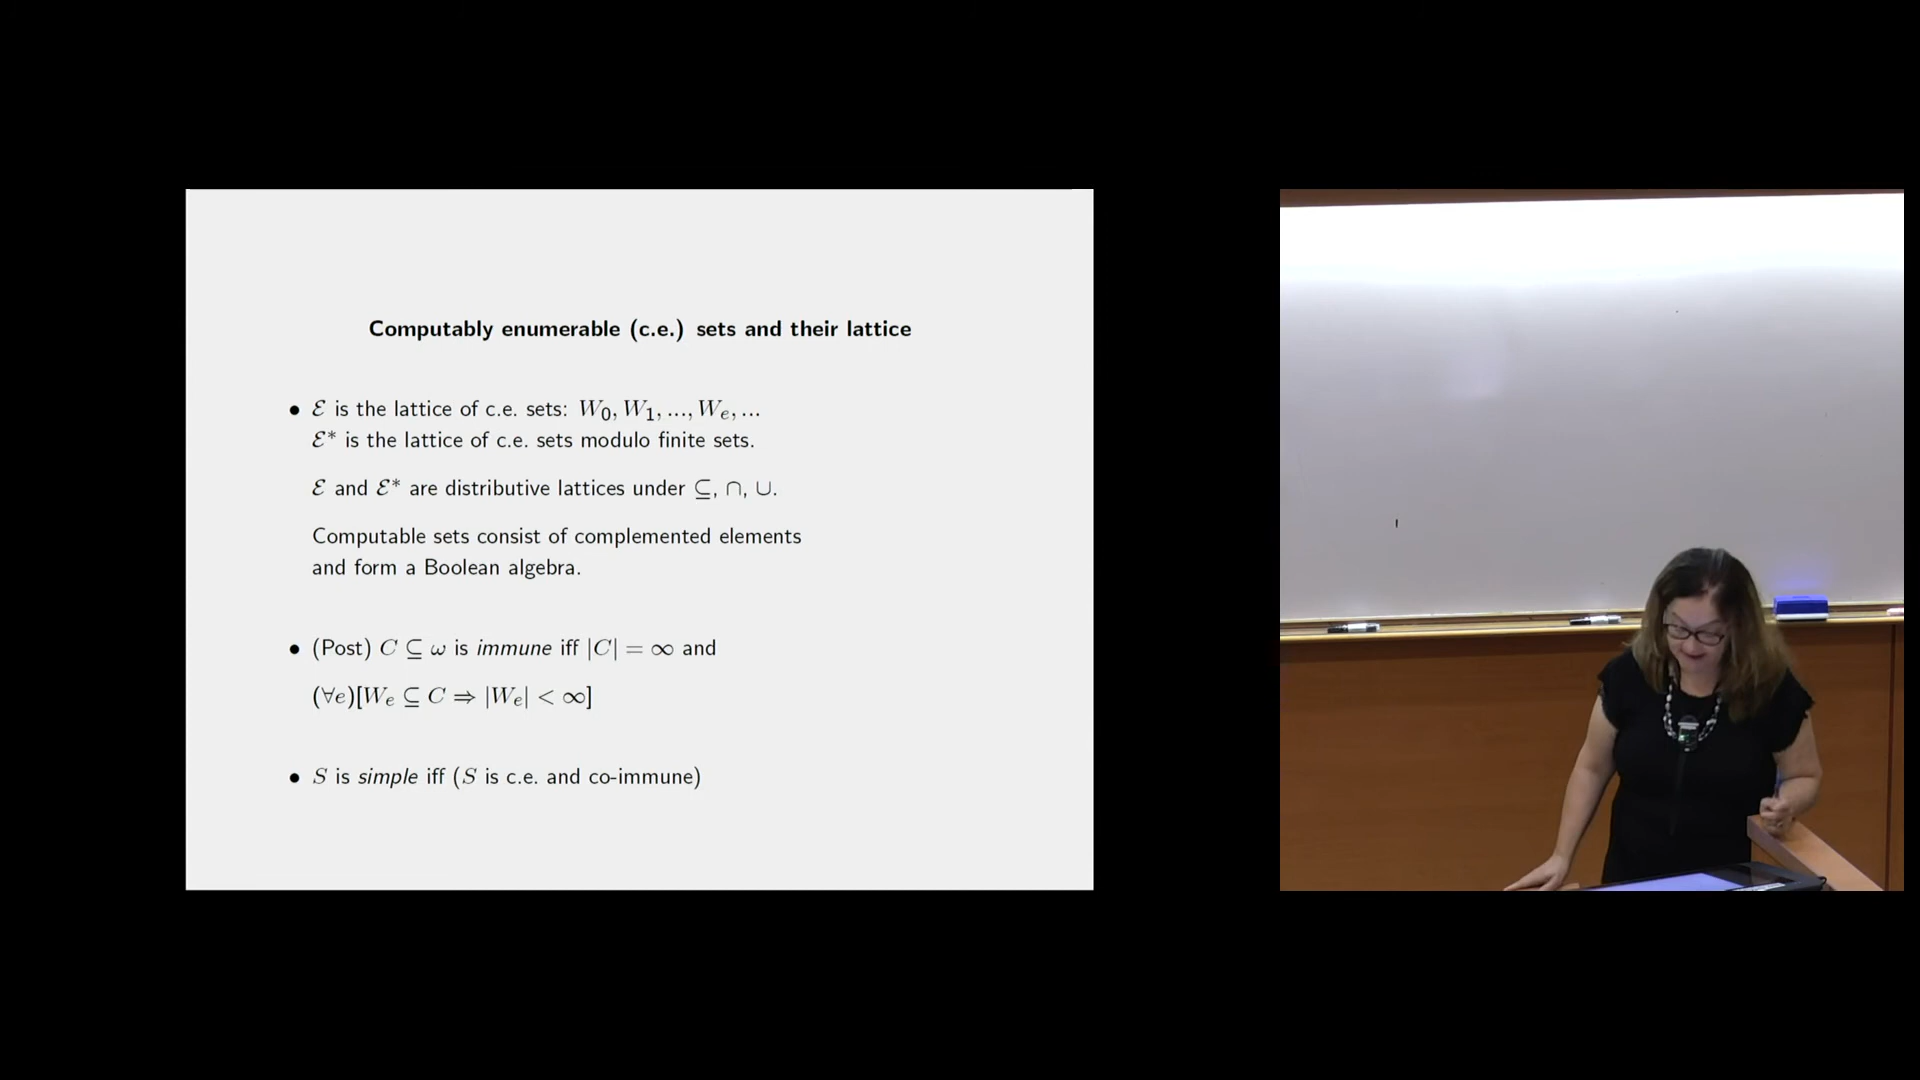 Computably enumerable (c.e.) sets and their lattice
• ℰ is the lattice of c.e. sets: W₀, W₁, ..., Wₑ, ...
ℰ* is the lattice of c.e. sets modulo finite sets.
ℰ and ℰ* are distributive lattices under ⊆, ∩, ∪.
Computable sets consist of complemented elements
and form a Boolean algebra.
• (Post) C ⊆ ω is immune iff |C| = ∞ and
(∀e)[Wₑ ⊆ C ⇒ |Wₑ| < ∞]
• S is simple iff (S is c.e. and co-immune)